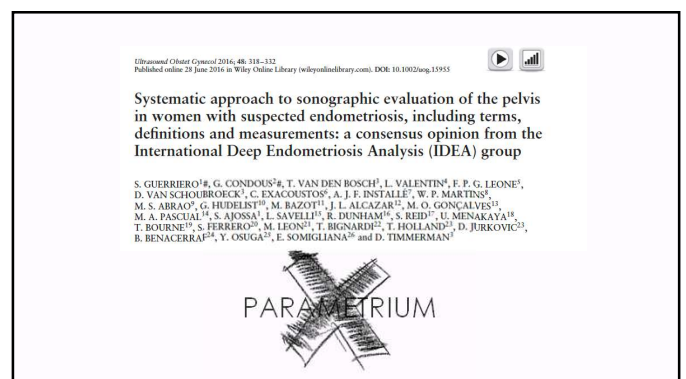 Ultrasound Obstet Gynecol 2016; 48: 318–332
Published online 28 June 2016 in Wiley Online Library (wileyonlinelibrary.com). DOI: 10.1002/uog.15955
Systematic approach to sonographic evaluation of the pelvis
in women with suspected endometriosis, including terms,
definitions and measurements: a consensus opinion from the
International Deep Endometriosis Analysis (IDEA) group
S. GUERRIERO1#, G. CONDOUS2#, T. VAN DEN BOSCH3, L. VALENTIN4, F. P. G. LEONE5,
D. VAN SCHOUBROECK3, C. EXACOUSTOS6, A. J. F. INSTALLÉ7, W. P. MARTINS8,
M. S. ABRAO9, G. HUDELIST10, M. BAZOT11, J. L. ALCAZAR12, M. O. GONÇALVES13,
M. A. PASCUAL14, S. AJOSSA1, L. SAVELLI15, R. DUNHAM16, S. REID17, U. MENAKAYA18,
T. BOURNE19, S. FERRERO20, M. LEON21, T. BIGNARDI22, T. HOLLAND23, D. JURKOVIC23,
B. BENACERRAF24, Y. OSUGA25, E. SOMIGLIANA26 and D. TIMMERMAN3
PARAMETRIUM